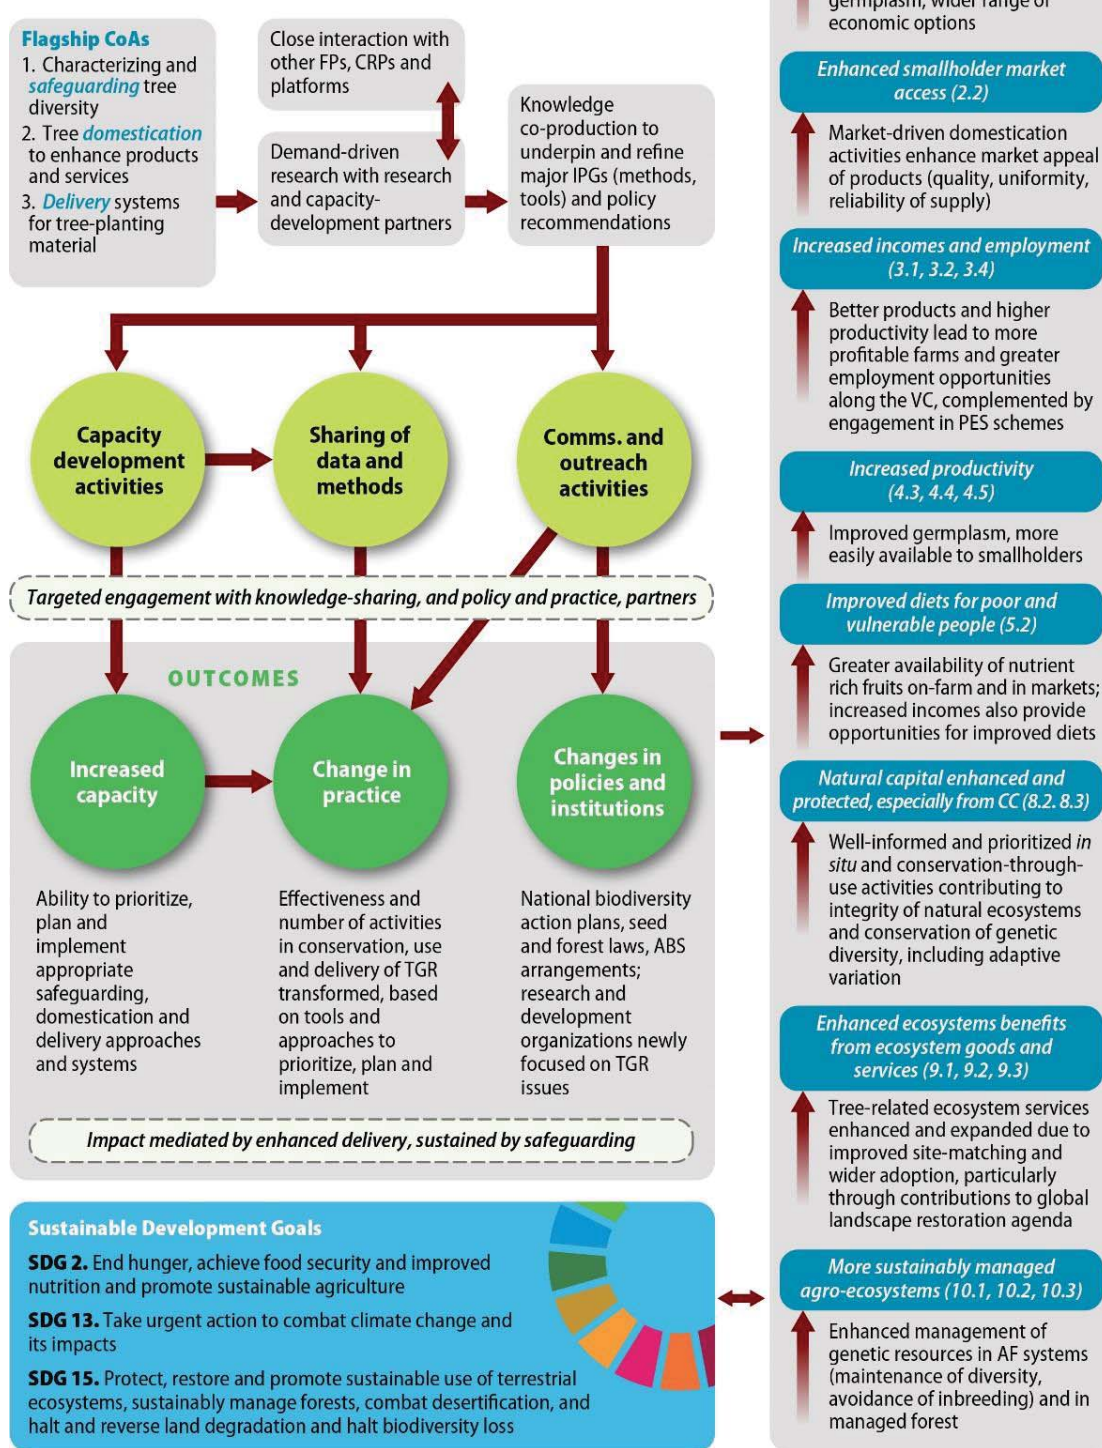 Flagship CoAs
1. Characterizing and
safeguarding tree
diversity
2. Tree domestication
to enhance products
and services
3. Delivery systems
for tree-planting
material
Close interaction with
other FPs, CRPs and
platforms
Demand-driven
research with research
and capacity-
development partners
Knowledge
co-production to
underpin and refine
major IPGs (methods,
tools) and policy
recommendations
Capacity
development
activities
Sharing of
data and
methods
Comms. and
outreach
activities
Targeted engagement with knowledge-sharing, and policy and practice, partners
OUTCOMES
Increased
capacity
Change in
practice
Changes in
policies and
institutions
Ability to prioritize,
plan and
implement
appropriate
safeguarding,
domestication and
delivery approaches
and systems
Effectiveness and
number of activities
in conservation, use
and delivery of TGR
transformed, based
on tools and
approaches to
prioritize, plan and
implement
National biodiversity
action plans, seed
and forest laws, ABS
arrangements;
research and
development
organizations newly
focused on TGR
issues
Impact mediated by enhanced delivery, sustained by safeguarding
Sustainable Development Goals
SDG 2. End hunger, achieve food security and improved
nutrition and promote sustainable agriculture
SDG 13. Take urgent action to combat climate change and
its impacts
SDG 15. Protect, restore and promote sustainable use of terrestrial
ecosystems, sustainably manage forests, combat desertification, and
halt and reverse land degradation and halt biodiversity loss
germplasm, wider range of
economic options
Enhanced smallholder market
access (2.2)
Market-driven domestication
activities enhance market appeal
of products (quality, uniformity,
reliability of supply)
Increased incomes and employment
(3.1, 3.2, 3.4)
Better products and higher
productivity lead to more
profitable farms and greater
employment opportunities
along the VC, complemented by
engagement in PES schemes
Increased productivity
(4.3, 4.4, 4.5)
Improved germplasm, more
easily available to smallholders
Improved diets for poor and
vulnerable people (5.2)
Greater availability of nutrient
rich fruits on-farm and in markets;
increased incomes also provide
opportunities for improved diets
Natural capital enhanced and
protected, especially from CC (8.2. 8.3)
Well-informed and prioritized in
situ and conservation-through-
use activities contributing to
integrity of natural ecosystems
and conservation of genetic
diversity, including adaptive
variation
Enhanced ecosystems benefits
from ecosystem goods and
services (9.1, 9.2, 9.3)
Tree-related ecosystem services
enhanced and expanded due to
improved site-matching and
wider adoption, particularly
through contributions to global
landscape restoration agenda
More sustainably managed
agro-ecosystems (10.1, 10.2, 10.3)
Enhanced management of
genetic resources in AF systems
(maintenance of diversity,
avoidance of inbreeding) and in
managed forest